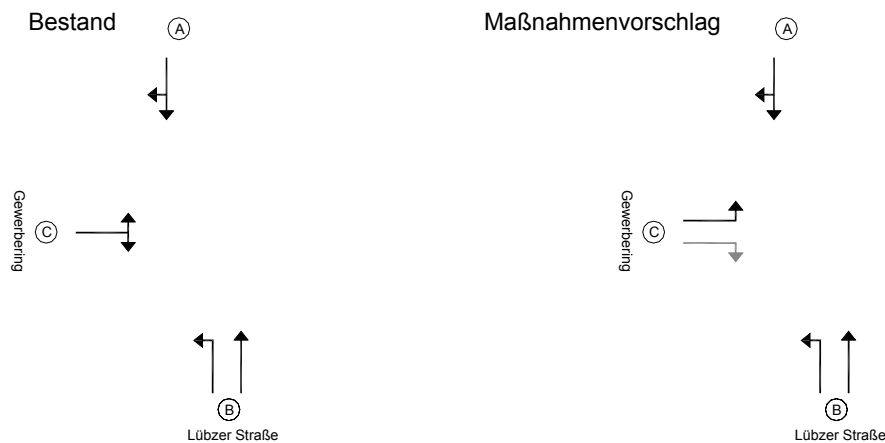 Bestand
A
Gewerbering
C
B
Lübzer Straße
Maßnahmenvorschlag
A
Gewerbering
C
B
Lübzer Straße